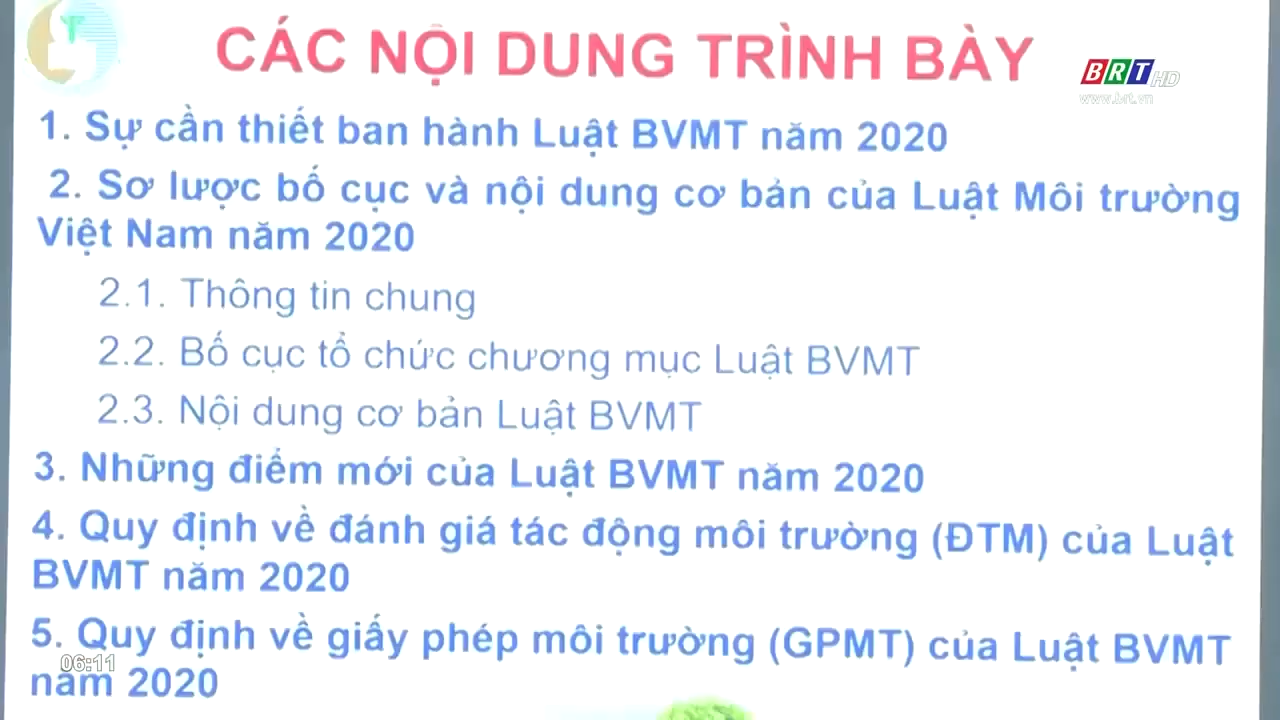 CÁC NỘI DUNG TRÌNH BÀY
BRT HD
www.brt.vn
1. Sự cần thiết ban hành Luật BVMT năm 2020
2. Sơ lược bố cục và nội dung cơ bản của Luật Môi trường
Việt Nam năm 2020
2.1. Thông tin chung
2.2. Bố cục tổ chức chương mục Luật BVMT
2.3. Nội dung cơ bản Luật BVMT
3. Những điểm mới của Luật BVMT năm 2020
4. Quy định về đánh giá tác động môi trường (ĐTM) của Luật
BVMT năm 2020
5. Quy định về giấy phép môi trường (GPMT) của Luật BVMT
năm 2020
06:11